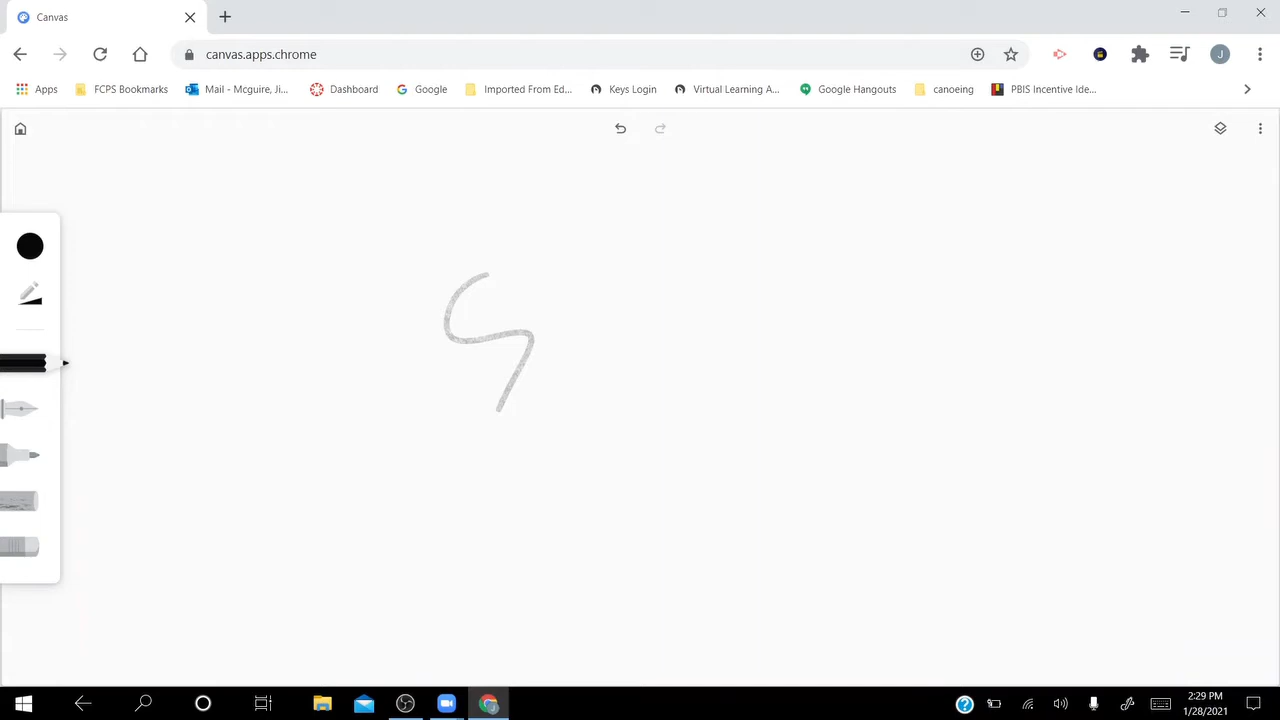 Canvas
canvas.apps.chrome
J
Apps FCPS Bookmarks Mail - Mcguire, Ji... Dashboard Google Imported From Ed... Keys Login Virtual Learning A... Google Hangouts canoeing PBIS Incentive Ide...
2:29 PM
1/28/2021